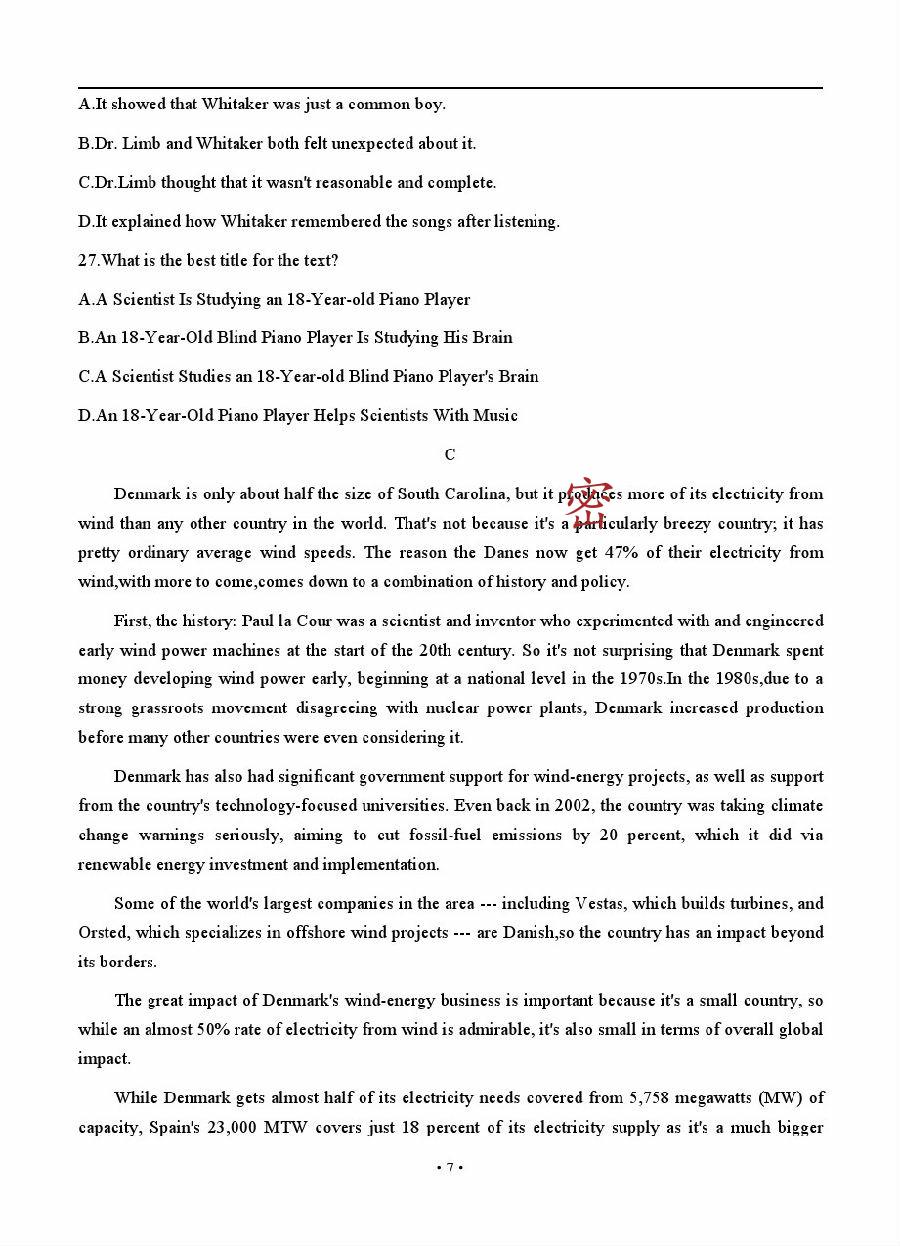 A.It showed that Whitaker was just a common boy.
B.Dr. Limb and Whitaker both felt unexpected about it.
C.Dr.Limb thought that it wasn't reasonable and complete.
D.It explained how Whitaker remembered the songs after listening.
27.What is the best title for the text?
A.A Scientist Is Studying an 18-Year-old Piano Player
B.An 18-Year-Old Blind Piano Player Is Studying His Brain
C.A Scientist Studies an 18-Year-old Blind Piano Player's Brain
D.An 18-Year-Old Piano Player Helps Scientists With Music
C
Denmark is only about half the size of South Carolina, but it produces more of its electricity from
wind than any other country in the world. That's not because it's a particularly breezy country; it has
pretty ordinary average wind speeds. The reason the Danes now get 47% of their electricity from
wind,with more to come,comes down to a combination of history and policy.
First, the history: Paul la Cour was a scientist and inventor who experimented with and engineered
early wind power machines at the start of the 20th century. So it's not surprising that Denmark spent
money developing wind power early, beginning at a national level in the 1970s.In the 1980s,due to a
strong grassroots movement disagreeing with nuclear power plants, Denmark increased production
before many other countries were even considering it.
Denmark has also had significant government support for wind-energy projects, as well as support
from the country's technology-focused universities. Even back in 2002, the country was taking climate
change warnings seriously, aiming to cut fossil-fuel emissions by 20 percent, which it did via
renewable energy investment and implementation.
Some of the world's largest companies in the area --- including Vestas, which builds turbines, and
Orsted, which specializes in offshore wind projects --- are Danish,so the country has an impact beyond
its borders.
The great impact of Denmark's wind-energy business is important because it's a small country, so
while an almost 50% rate of electricity from wind is admirable, it's also small in terms of overall global
impact.
While Denmark gets almost half of its electricity needs covered from 5,758 megawatts (MW) of
capacity, Spain's 23,000 MTW covers just 18 percent of its electricity supply as it's a much bigger
• 7 •
密